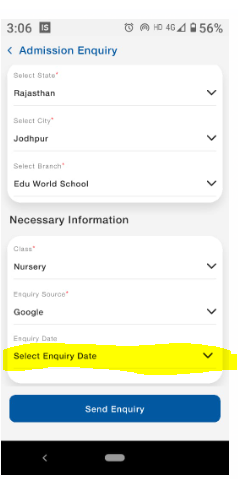 3:06 IS HD 4G 56%
< Admission Enquiry
Select State*
Rajasthan
Select City*
Jodhpur
Select Branch*
Edu World School
Necessary Information
Class*
Nursery
Enquiry Source*
Google
Enquiry Date
Select Enquiry Date
Send Enquiry